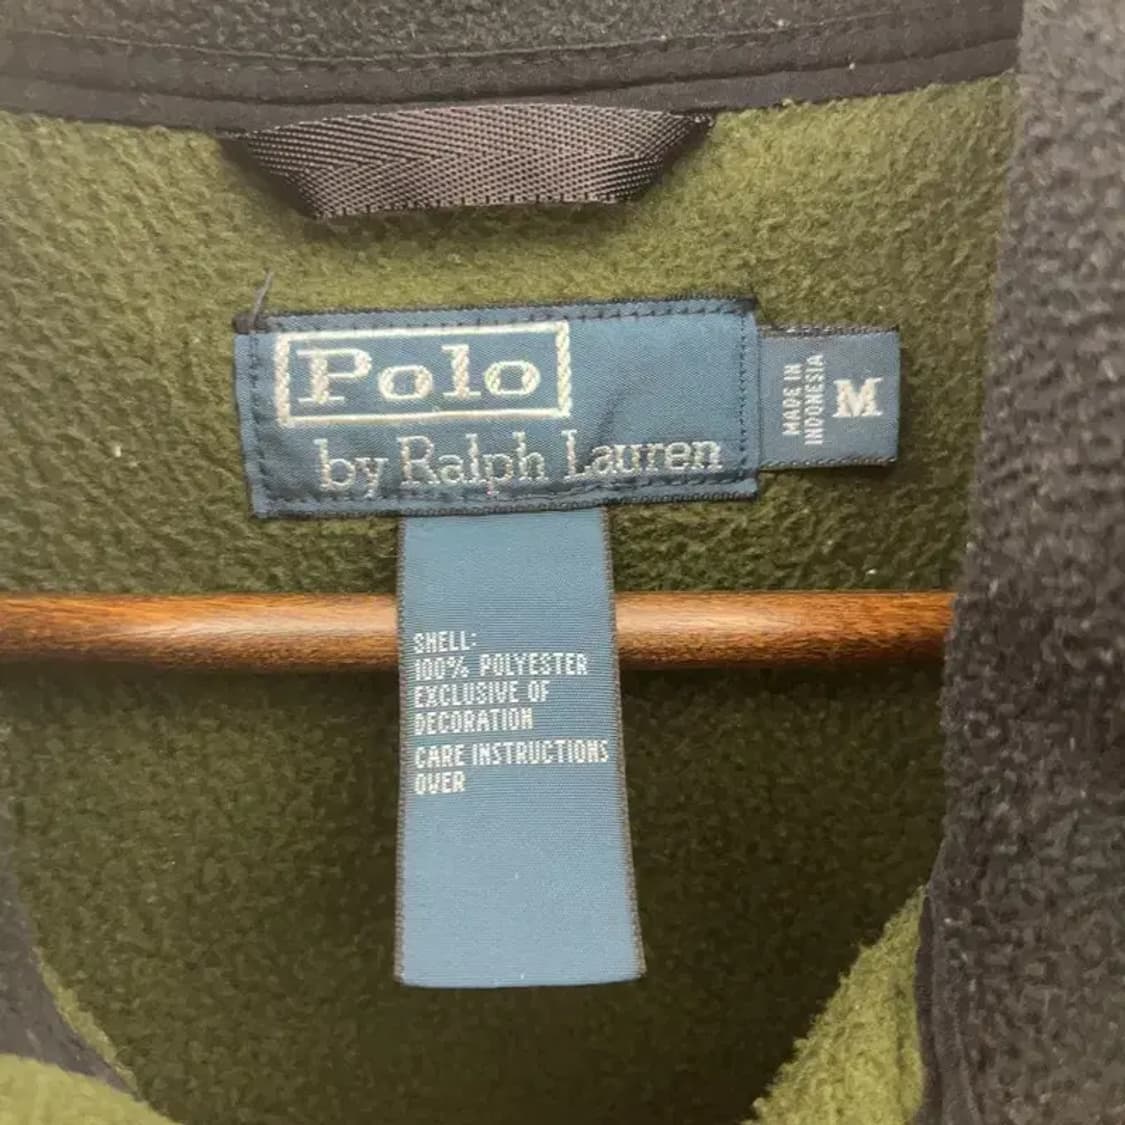 Polo
by Ralph Lauren
MADE IN
INDONESIA
M
SHELL:
100% POLYESTER
EXCLUSIVE OF
DECORATION
CARE INSTRUCTIONS
OVER